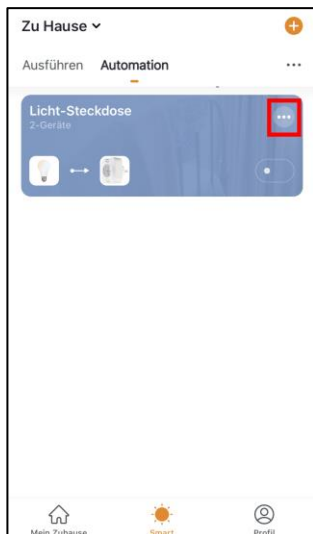 Zu Hause
Ausführen Automation
Licht-Steckdose
2-Geräte
Mein Zuhause Smart Profil